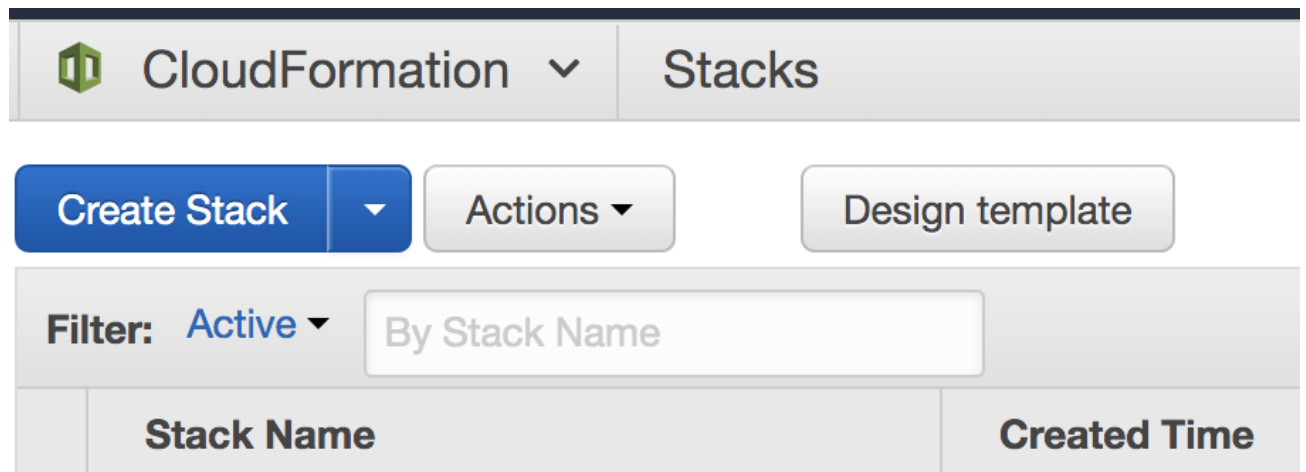 CloudFormation Stacks
Create Stack Actions Design template
Filter: Active By Stack Name
Stack Name Created Time